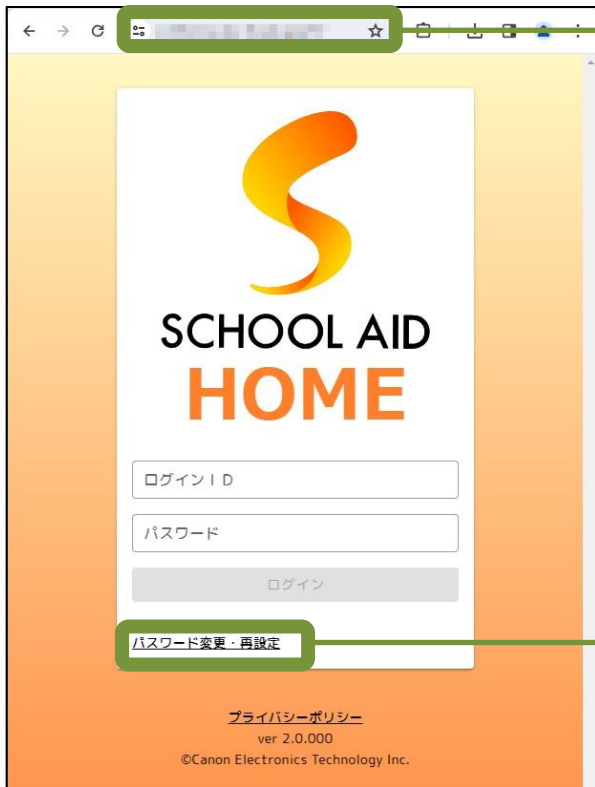 SCHOOL AID
HOME
ログインＩＤ
パスワード
ログイン
パスワード変更・再設定
プライバシーポリシー
ver 2.0.000
©Canon Electronics Technology Inc.